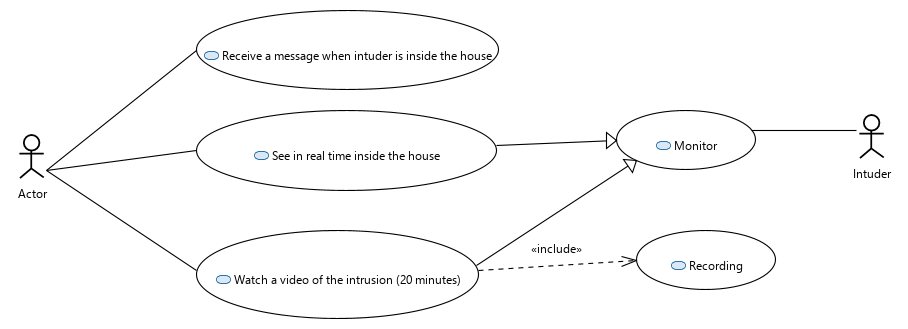 Receive a message when intuder is inside the house
See in real time inside the house
Monitor
Actor
Intuder
«include»
Recording
Watch a video of the intrusion (20 minutes)